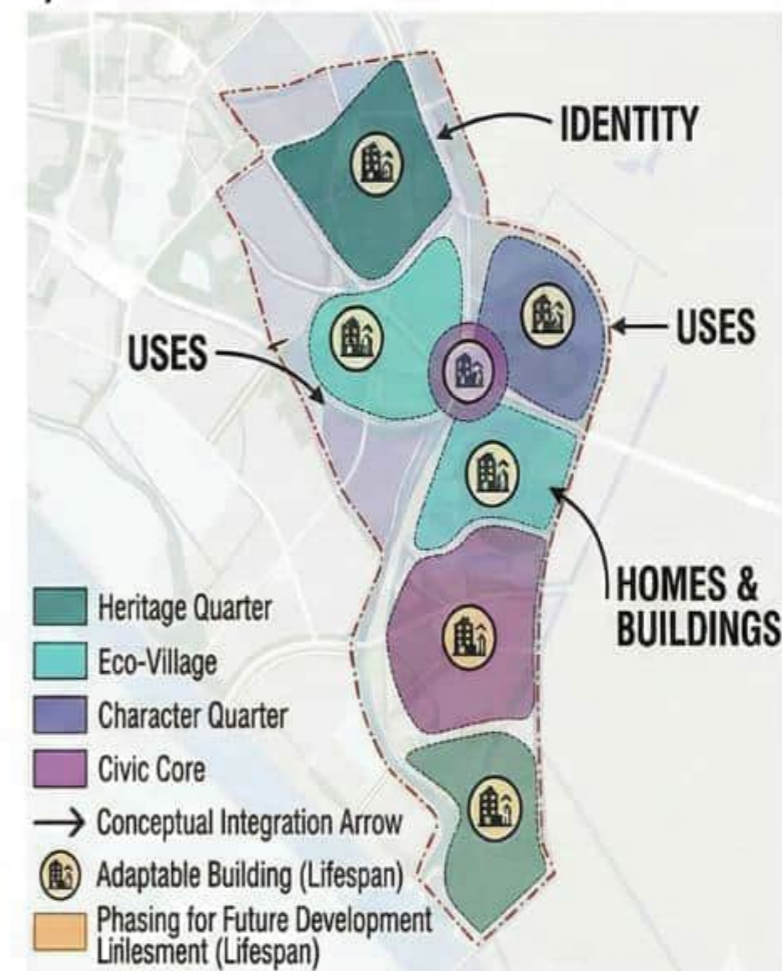 IDENTITY
USES
USES
HOMES &
BUILDINGS
Heritage Quarter
Eco-Village
Character Quarter
Civic Core
Conceptual Integration Arrow
Adaptable Building (Lifespan)
Phasing for Future Development
Linlesment (Lifespan)